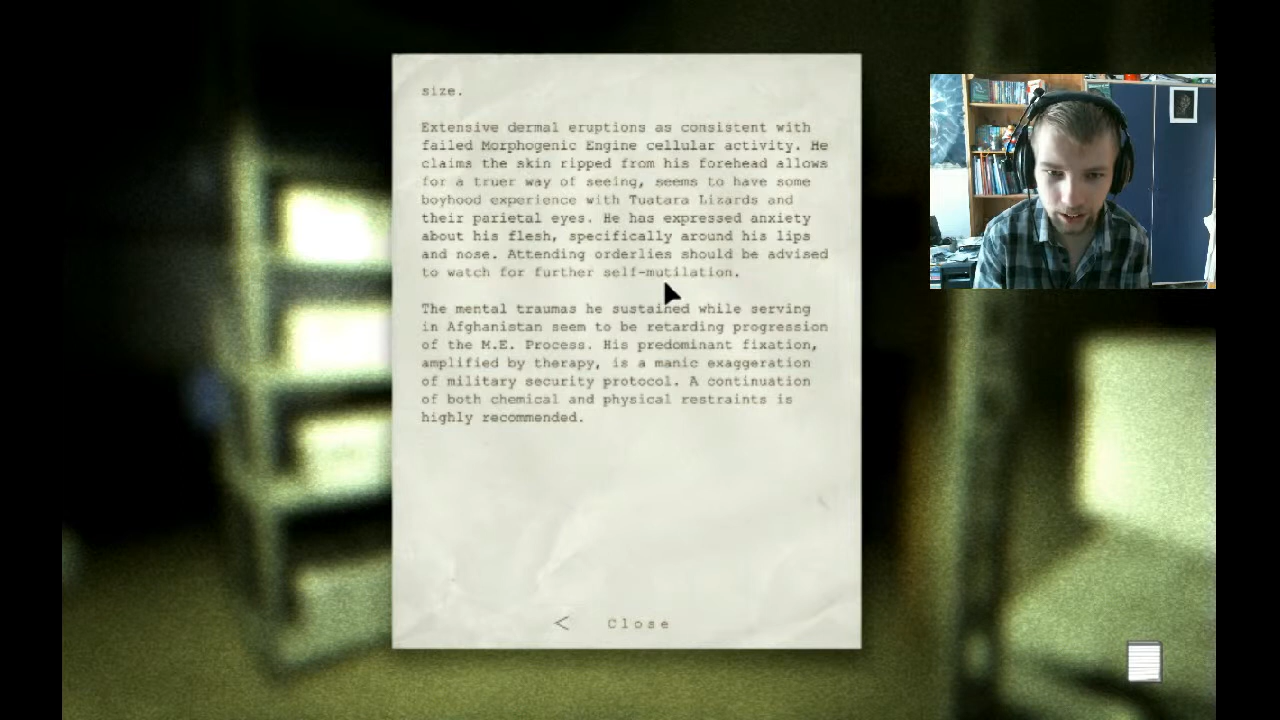 size.
Extensive dermal eruptions as consistent with
failed Morphogenic Engine cellular activity. He
claims the skin ripped from his forehead allows
for a truer way of seeing, seems to have some
boyhood experience with Tuatara Lizards and
their parietal eyes. He has expressed anxiety
about his flesh, specifically around his lips
and nose. Attending orderlies should be advised
to watch for further self-mutilation.
The mental traumas he sustained while serving
in Afghanistan seem to be retarding progression
of the M.E. Process. His predominant fixation,
amplified by therapy, is a manic exaggeration
of military security protocol. A continuation
of both chemical and physical restraints is
highly recommended.
< Close